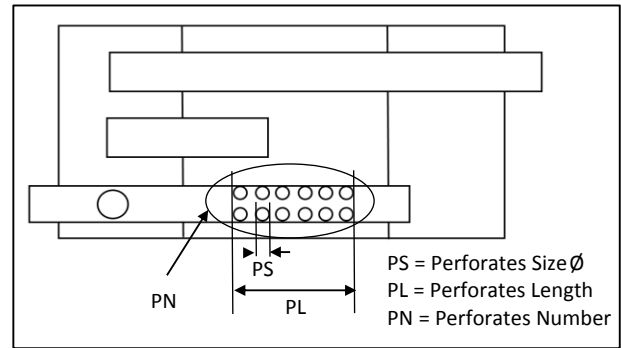 PS
PN
PL
PS = Perforates Size Ø
PL = Perforates Length
PN = Perforates Number